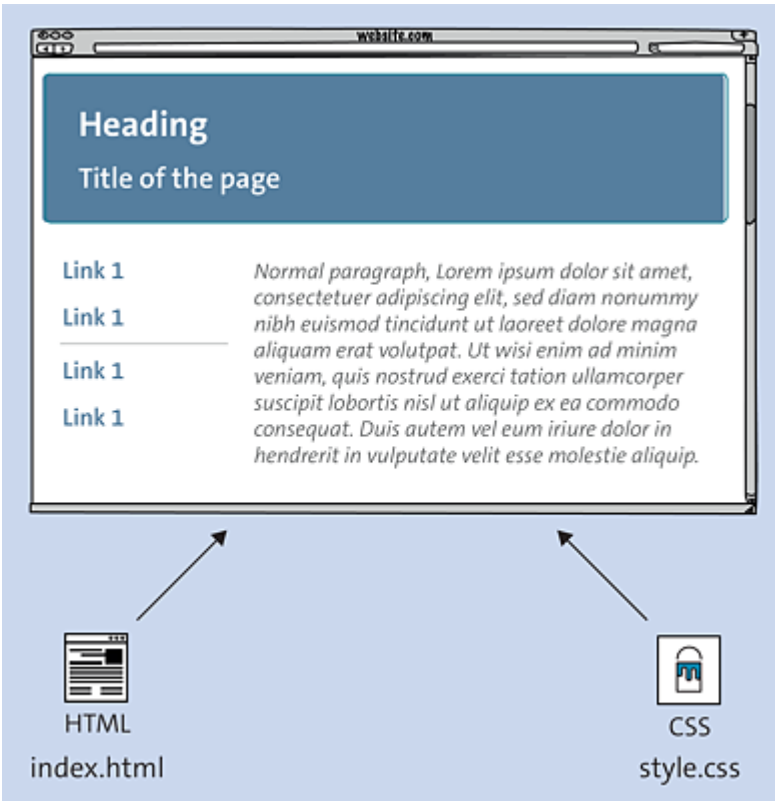 website.com
Heading
Title of the page
Link 1
Link 1
Link 1
Link 1
Normal paragraph, Lorem ipsum dolor sit amet,
consectetuer adipiscing elit, sed diam nonummy
nibh euismod tincidunt ut laoreet dolore magna
aliquam erat volutpat. Ut wisi enim ad minim
veniam, quis nostrud exerci tation ullamcorper
suscipit lobortis nisl ut aliquip ex ea commodo
consequat. Duis autem vel eum iriure dolor in
hendrerit in vulputate velit esse molestie aliquip.
HTML
index.html
CSS
style.css